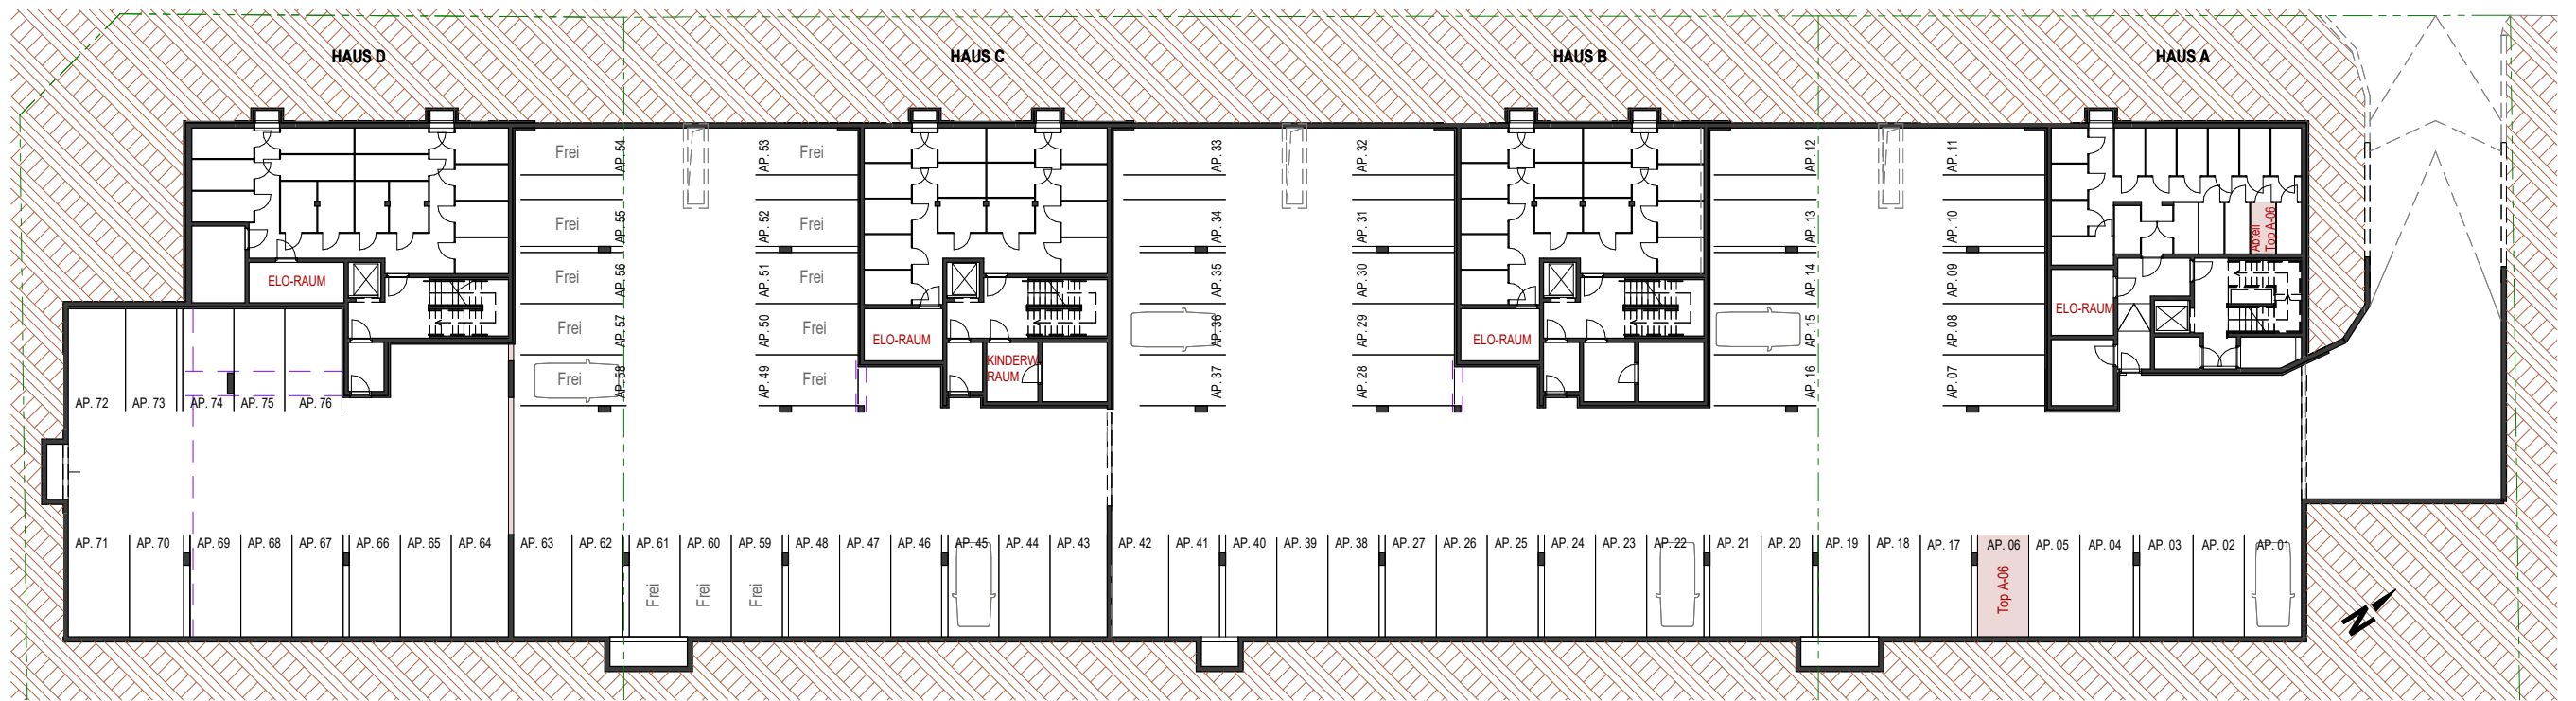 HAUS D
HAUS C
HAUS B
HAUS A
Frei
AP. 54
AP. 53
Frei
AP. 33
AP. 32
AP. 12
AP. 11
Frei
AP. 55
AP. 52
Frei
AP. 34
AP. 31
AP. 13
AP. 10
Abteil
Top A-06
ELO-RAUM
Frei
AP. 56
AP. 51
Frei
AP. 35
AP. 30
AP. 14
AP. 09
ELO-RAUM
Frei
AP. 57
AP. 50
Frei
ELO-RAUM
AP. 36
AP. 29
ELO-RAUM
AP. 15
AP. 08
KINDERW.
RAUM
Frei
AP. 58
AP. 49
Frei
AP. 37
AP. 28
AP. 16
AP. 07
AP. 72
AP. 73
AP. 74
AP. 75
AP. 76
AP. 71
AP. 70
AP. 69
AP. 68
AP. 67
AP. 66
AP. 65
AP. 64
AP. 63
AP. 62
AP. 61
AP. 60
AP. 59
AP. 48
AP. 47
AP. 46
AP. 45
AP. 44
AP. 43
AP. 42
AP. 41
AP. 40
AP. 39
AP. 38
AP. 27
AP. 26
AP. 25
AP. 24
AP. 23
AP. 22
AP. 21
AP. 20
AP. 19
AP. 18
AP. 17
AP. 06
AP. 05
AP. 04
AP. 03
AP. 02
AP. 01
Frei
Frei
Frei
Top A-06
N